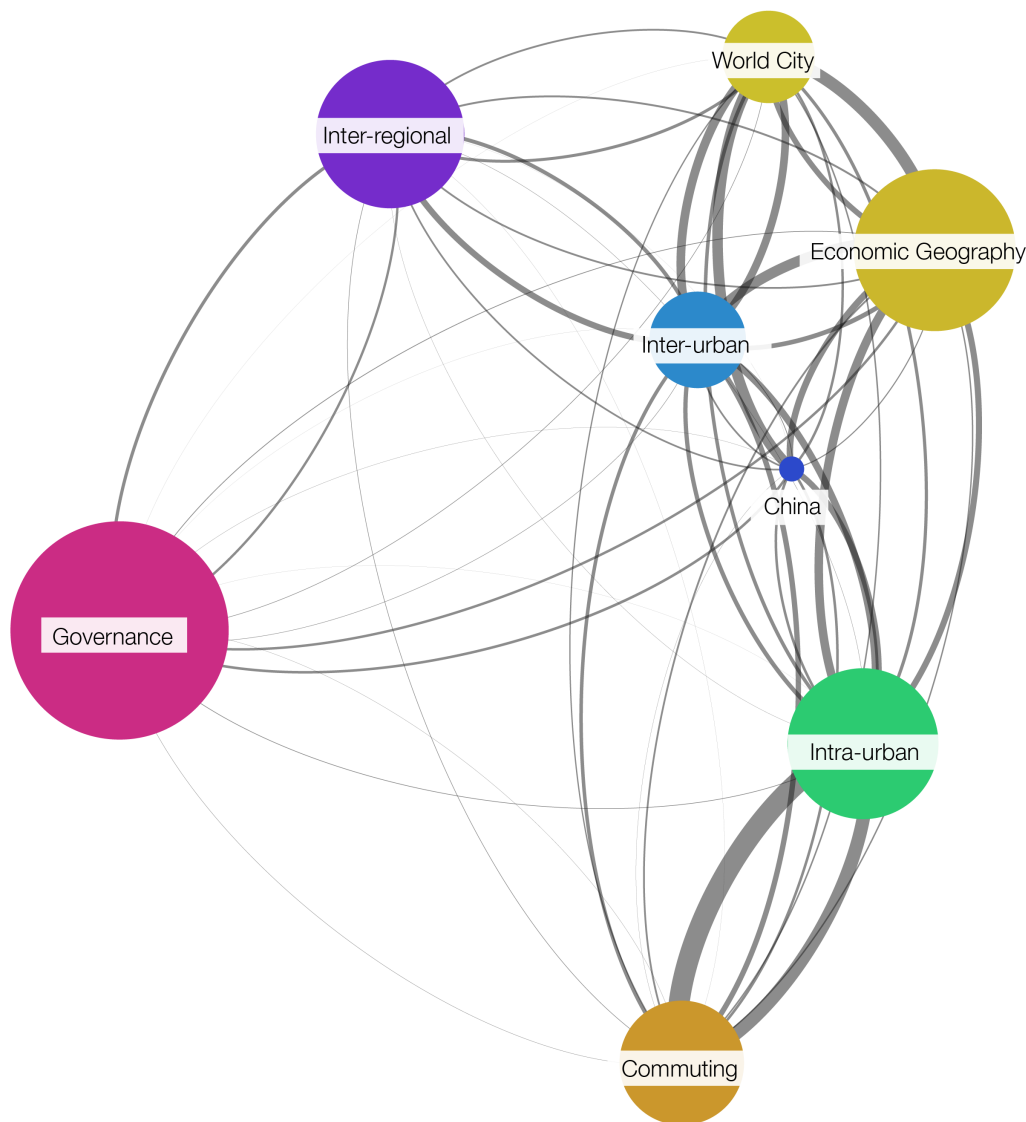 World City
Inter-regional
Economic Geography
Inter-urban
China
Governance
Intra-urban
Commuting